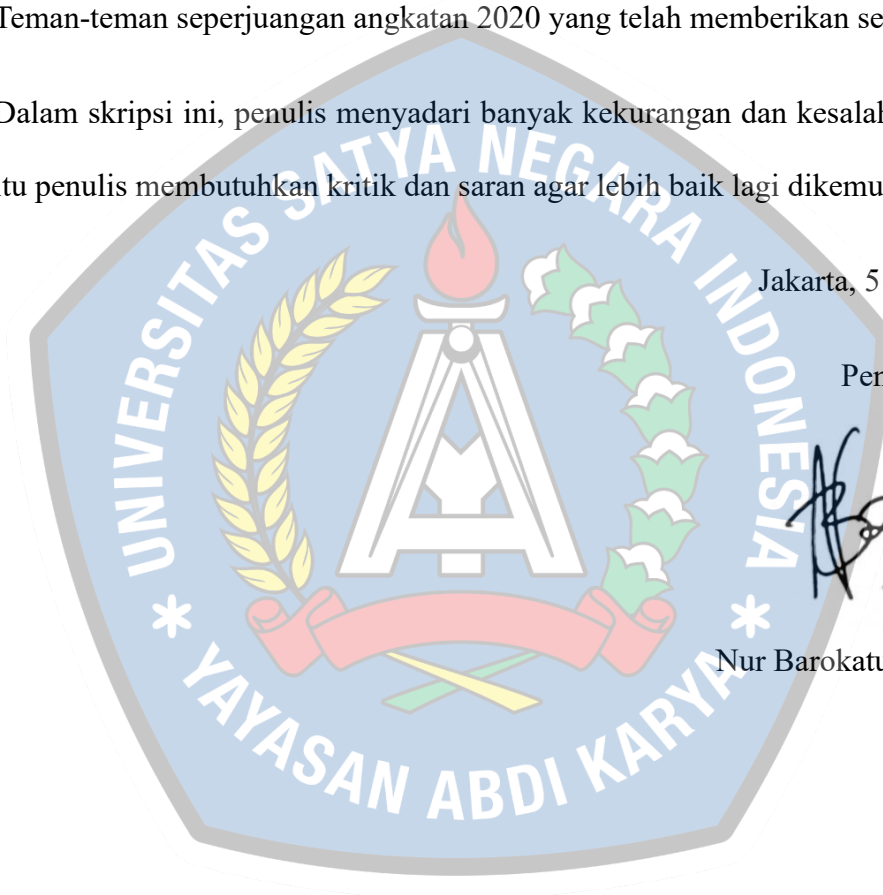 Teman-teman seperjuangan angkatan 2020 yang telah memberikan se
Dalam skripsi ini, penulis menyadari banyak kekurangan dan kesalah
itu penulis membutuhkan kritik dan saran agar lebih baik lagi dikemu
Jakarta, 5
Pen
Nur Barokatu
UNIVERSITAS SATYA NEGARA INDONESIA
YAYASAN ABDI KARYA